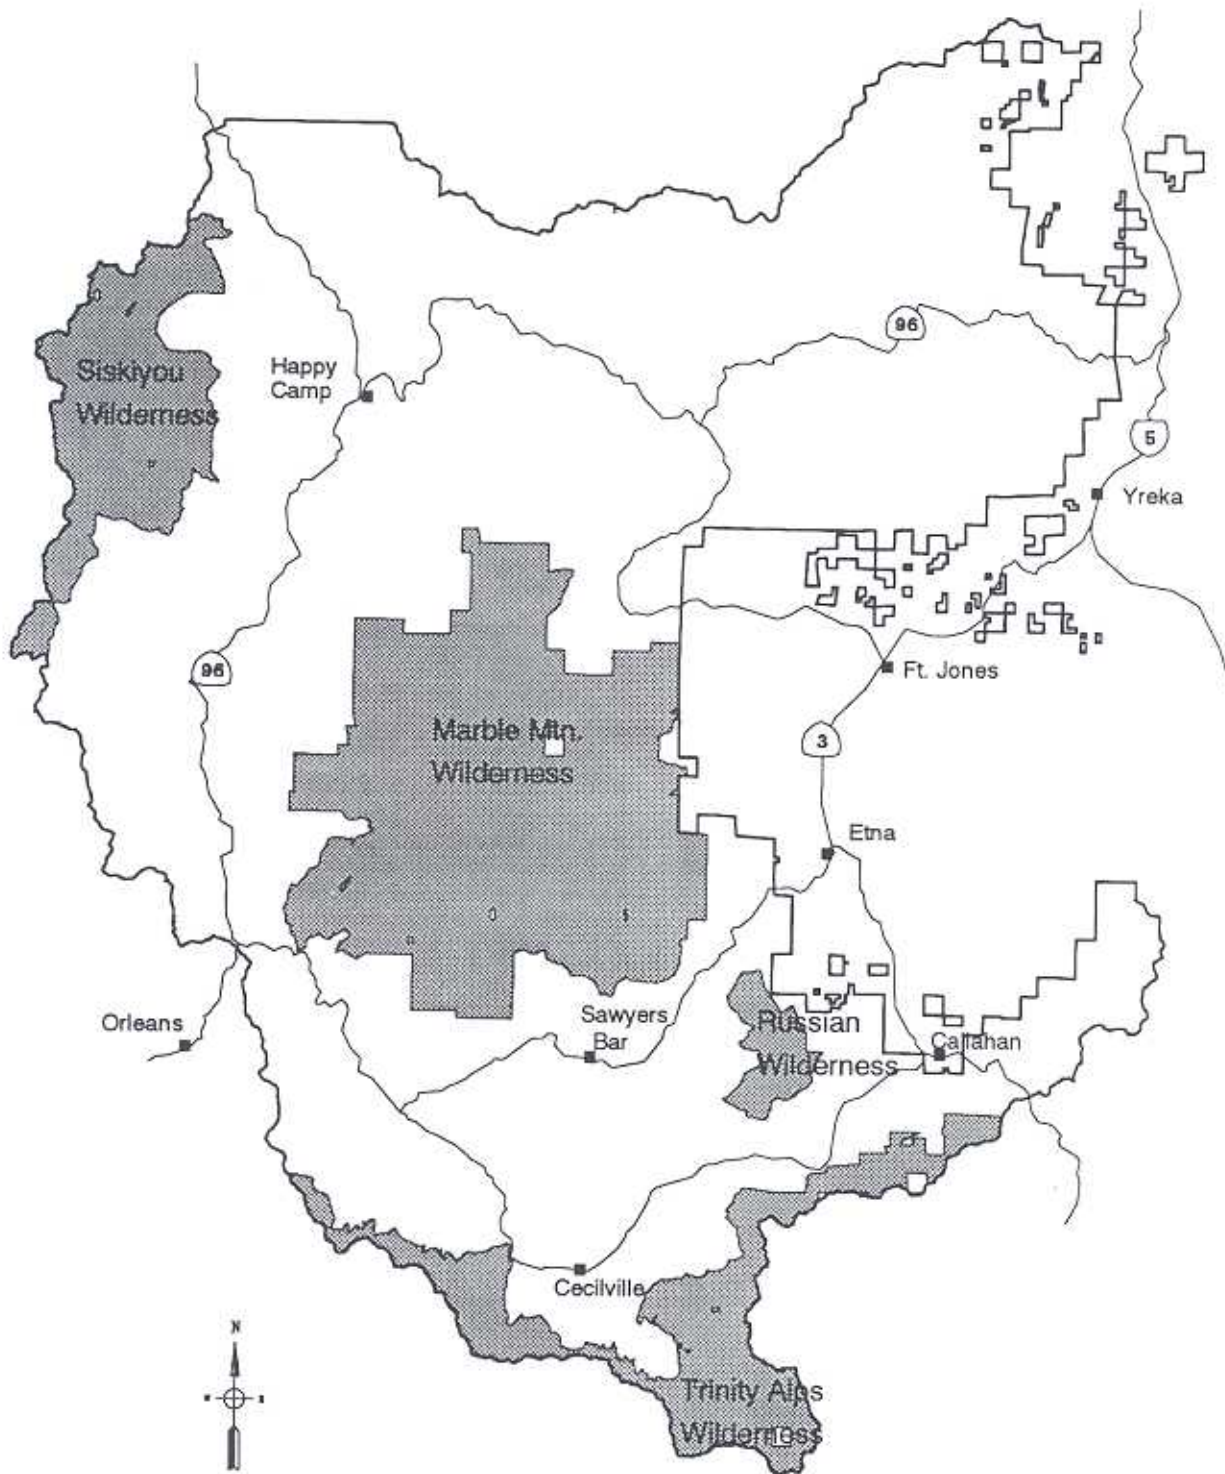 96
Siskiyou
Wilderness
Happy
Camp
5
Yreka
96
Ft. Jones
Marble Mtn.
Wilderness
3
Etna
Orleans
Sawyers
Bar
Russian
Wilderness
Callahan
Cecilville
N
Trinity Alps
Wilderness